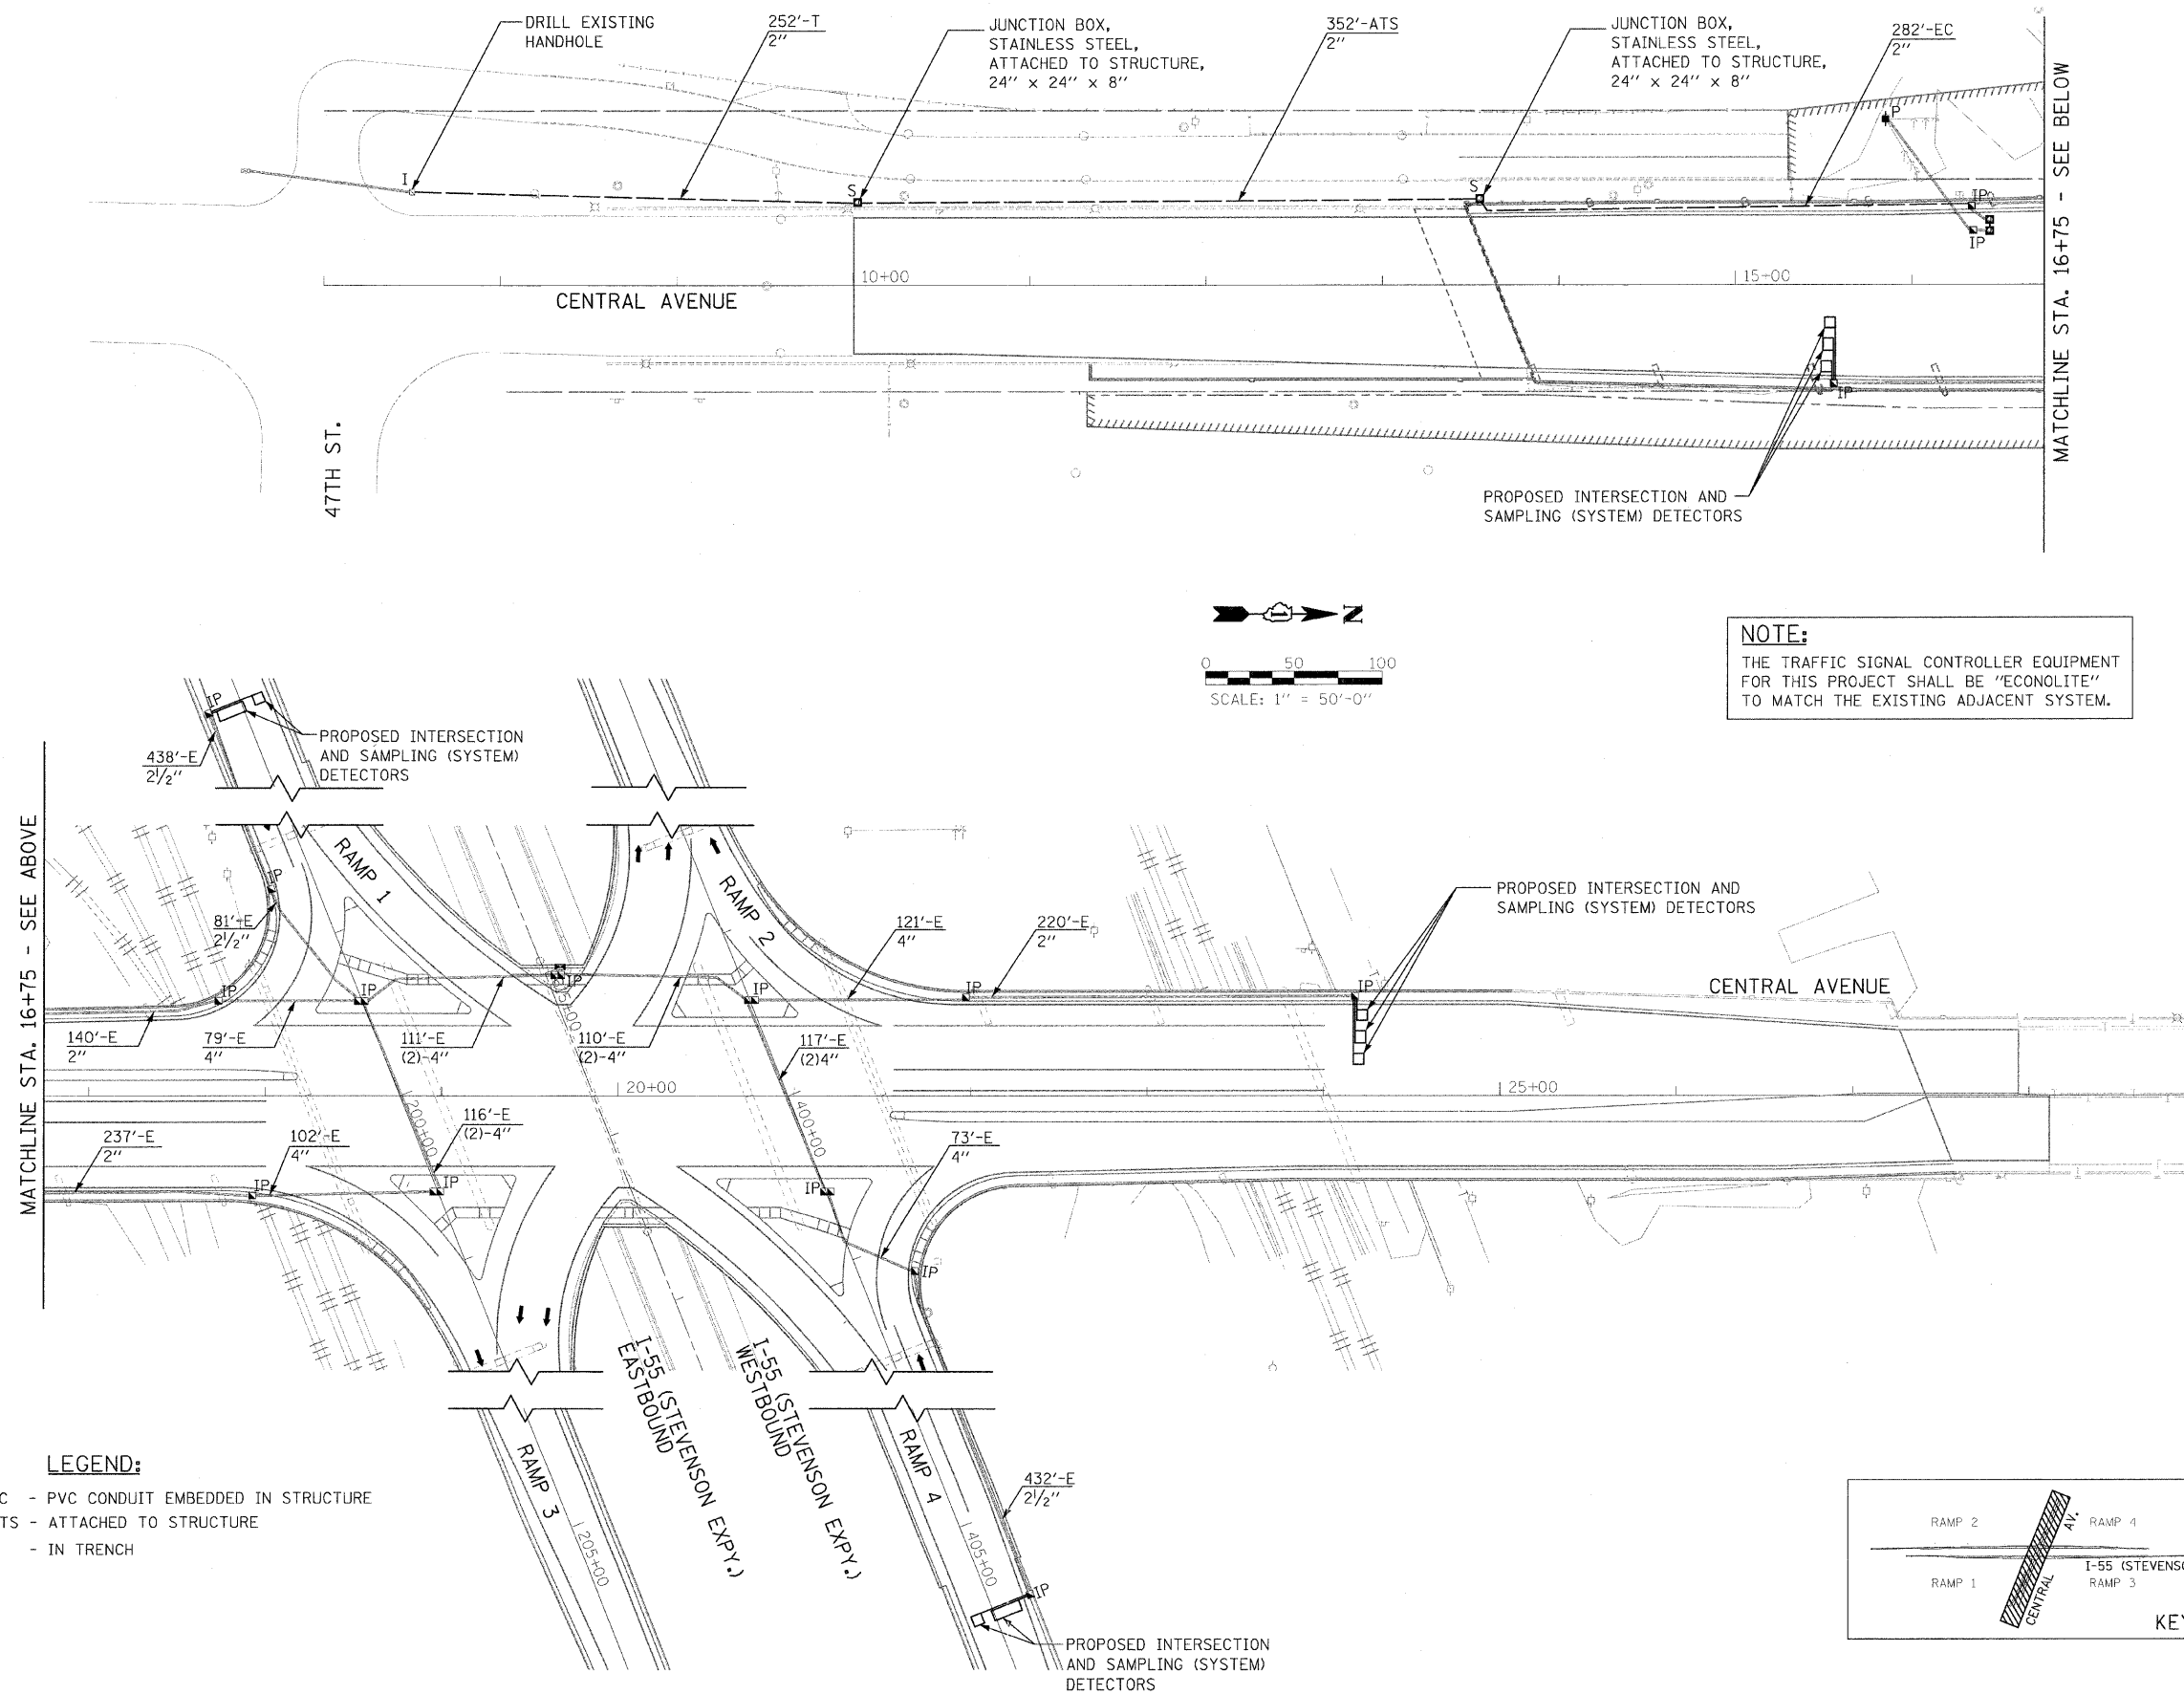 DRILL EXISTING
HANDHOLE
252'-T
2"
JUNCTION BOX,
STAINLESS STEEL,
ATTACHED TO STRUCTURE,
24" x 24" x 8"
352'-ATS
2"
JUNCTION BOX,
STAINLESS STEEL,
ATTACHED TO STRUCTURE,
24" x 24" x 8"
282'-EC
2"
P
I
S
S
IP
IP
10+00
15+00
CENTRAL AVENUE
IP
47TH ST.
MATCHLINE STA. 16+75 - SEE BELOW
PROPOSED INTERSECTION AND
SAMPLING (SYSTEM) DETECTORS
N
0 50 100
SCALE: 1" = 50'-0"
NOTE:
THE TRAFFIC SIGNAL CONTROLLER EQUIPMENT
FOR THIS PROJECT SHALL BE "ECONOLITE"
TO MATCH THE EXISTING ADJACENT SYSTEM.
IP
PROPOSED INTERSECTION
AND SAMPLING (SYSTEM)
DETECTORS
438'-E
2½"
MATCHLINE STA. 16+75 - SEE ABOVE
RAMP 1
RAMP 2
IP
81'-E
2½"
121'-E
4"
220'-E
2"
PROPOSED INTERSECTION AND
SAMPLING (SYSTEM) DETECTORS
IP
IP
IP
IP
IP
IP
CENTRAL AVENUE
140'-E
2"
79'-E
4"
111'-E
(2)-4"
110'-E
(2)-4"
117'-E
(2)4"
20+00
25+00
200+00
400+00
116'-E
(2)-4"
237'-E
2"
102'-E
4"
73'-E
4"
IP
IP
IP
IP
I-55 (STEVENSON EXPY.)
EASTBOUND
I-55 (STEVENSON EXPY.)
WESTBOUND
RAMP 3
RAMP 4
205+00
405+00
432'-E
2½"
IP
PROPOSED INTERSECTION
AND SAMPLING (SYSTEM)
DETECTORS
LEGEND:
C - PVC CONDUIT EMBEDDED IN STRUCTURE
TS - ATTACHED TO STRUCTURE
- IN TRENCH
RAMP 2
AV.
RAMP 4
I-55 (STEVENS
RAMP 1
CENTRAL
RAMP 3
KEY